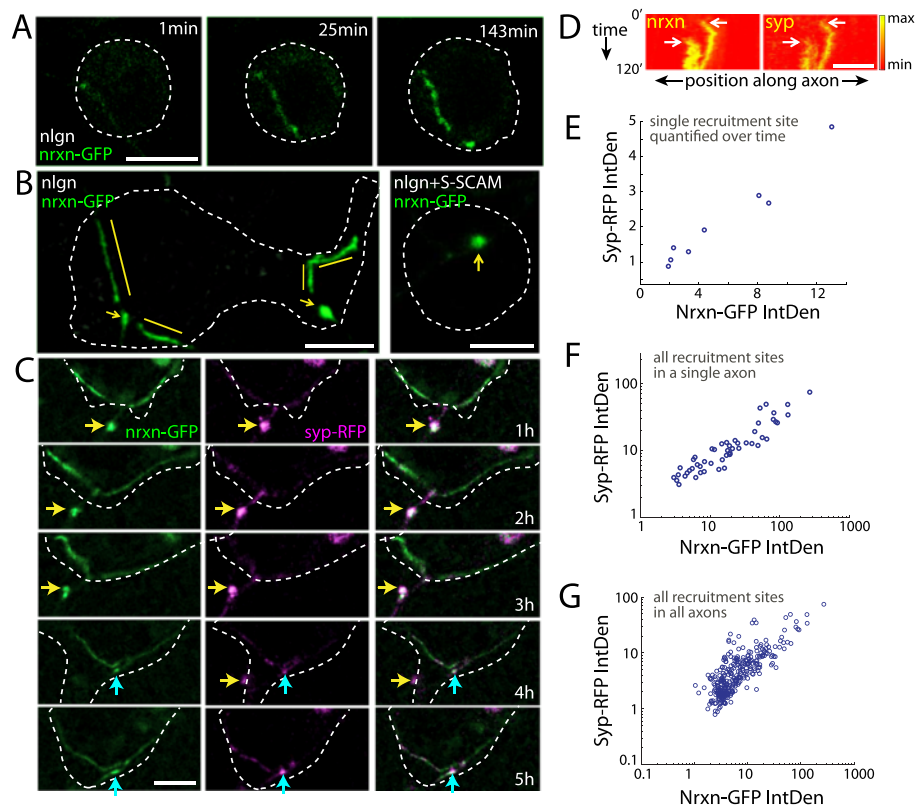 A
1min
25min
143min
nlgn
nrxn-GFP
B
nlgn
nrxn-GFP
nlgn+S-SCAM
nrxn-GFP
C
nrxn-GFP
syp-RFP
1h
2h
3h
4h
5h
D
0'
time
120'
nrxn
syp
max
min
position along axon
E
single recruitment site
quantified over time
Syp-RFP IntDen
5
4
3
2
1
0
4
8
12
Nrxn-GFP IntDen
F
all recruitment sites
in a single axon
Syp-RFP IntDen
100
10
1
1
10
100
1000
Nrxn-GFP IntDen
G
all recruitment sites
in all axons
Syp-RFP IntDen
100
10
1
0.1
0.1
1
10
100
1000
Nrxn-GFP IntDen